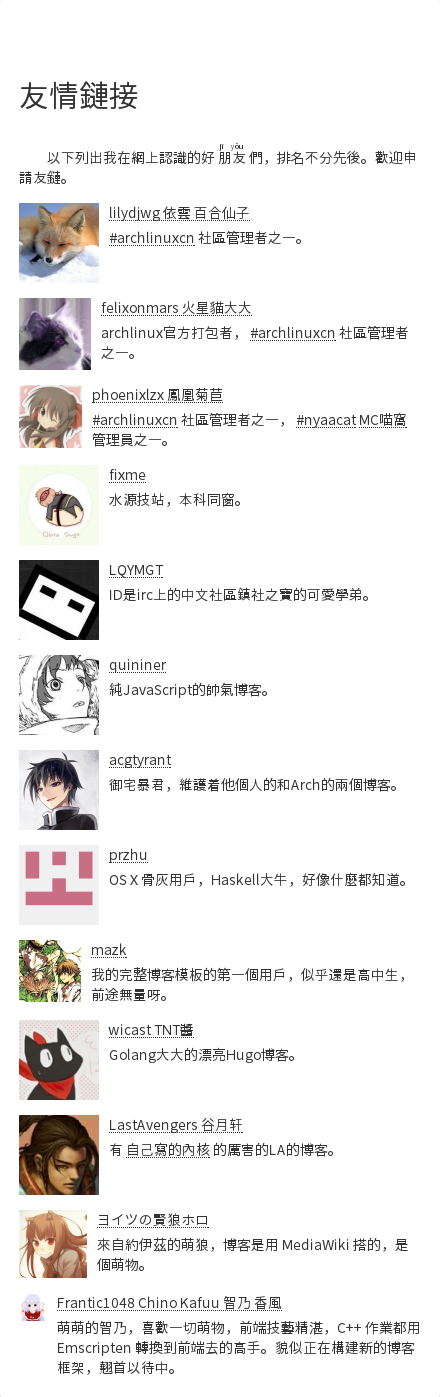 友情鏈接
jī yǒu
以下列出我在網上認識的好 朋友 們，排名不分先後。歡迎申
請友鏈。
lilydjwg 依雲 百合仙子
#archlinuxcn 社區管理者之一。
felixonmars 火星貓大大
archlinux官方打包者， #archlinuxcn 社區管理者
之一。
phoenixlzx 鳳凰菊苣
#archlinuxcn 社區管理者之一， #nyaacat MC喵窩
管理員之一。
fixme
水源技站，本科同窗。
LQYMGT
ID是irc上的中文社區鎮社之寶的可愛學弟。
quininer
純JavaScript的帥氣博客。
acgtyrant
御宅暴君，維護着他個人的和Arch的兩個博客。
przhu
OS X 骨灰用戶，Haskell大牛，好像什麼都知道。
mazk
我的完整博客模板的第一個用戶，似乎還是高中生，
前途無量呀。
wicast TNT醬
Golang大大的漂亮Hugo博客。
LastAvengers 谷月轩
有 自己寫的內核 的厲害的LA的博客。
ヨイツの賢狼ホロ
來自約伊茲的萌狼，博客是用 MediaWiki 搭的，是
個萌物。
Frantic1048 Chino Kafuu 智乃 香風
萌萌的智乃，喜歡一切萌物，前端技藝精湛，C++ 作業都用
Emscripten 轉換到前端去的高手。貌似正在構建新的博客
框架，翹首以待中。